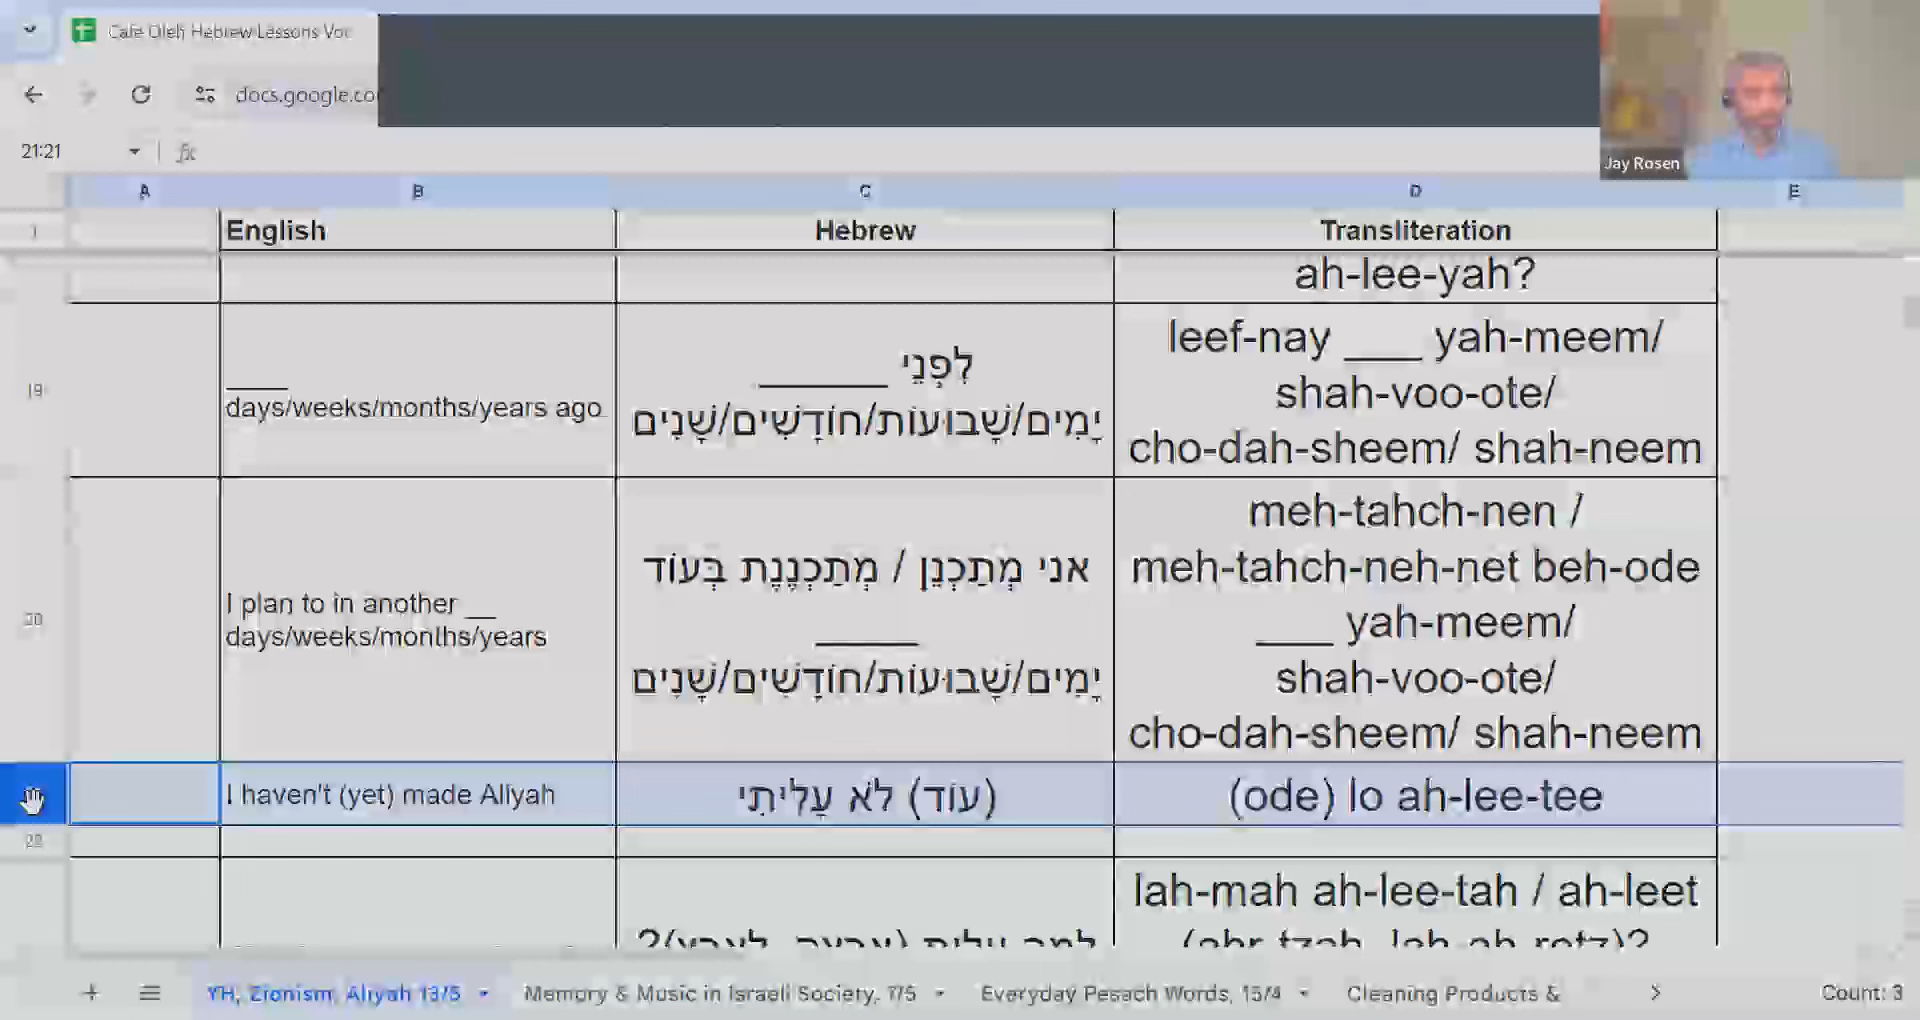 Cafe Oleh Hebrew Lessons Voc
docs.google.co
21:21
fx
Jay Rosen
A B C D E
1
English
Hebrew
Transliteration
ah-lee-yah?
19
____
days/weeks/months/years ago
לִפְנֵי ______
יָמִים/שָׁבוּעוֹת/חוֹדָשִׁים/שָׁנִים
leef-nay ___ yah-meem/
shah-voo-ote/
cho-dah-sheem/ shah-neem
20
I plan to in another __
days/weeks/months/years
אני מְתַכְנֵן / מְתַכְנֶנֶת בְּעוֹד
_____
יָמִים/שָׁבוּעוֹת/חוֹדָשִׁים/שָׁנִים
meh-tahch-nen /
meh-tahch-neh-net beh-ode
___ yah-meem/
shah-voo-ote/
cho-dah-sheem/ shah-neem
I haven't (yet) made Aliyah
(עוֹד) לֹא עָלִיתִי
(ode) lo ah-lee-tee
22
lah-mah ah-lee-tah / ah-leet
YH, Zionism, Aliyah 13/5
Memory & Music in Israeli Society, 7/5
Everyday Pesach Words, 15/4
Cleaning Products &
Count: 3